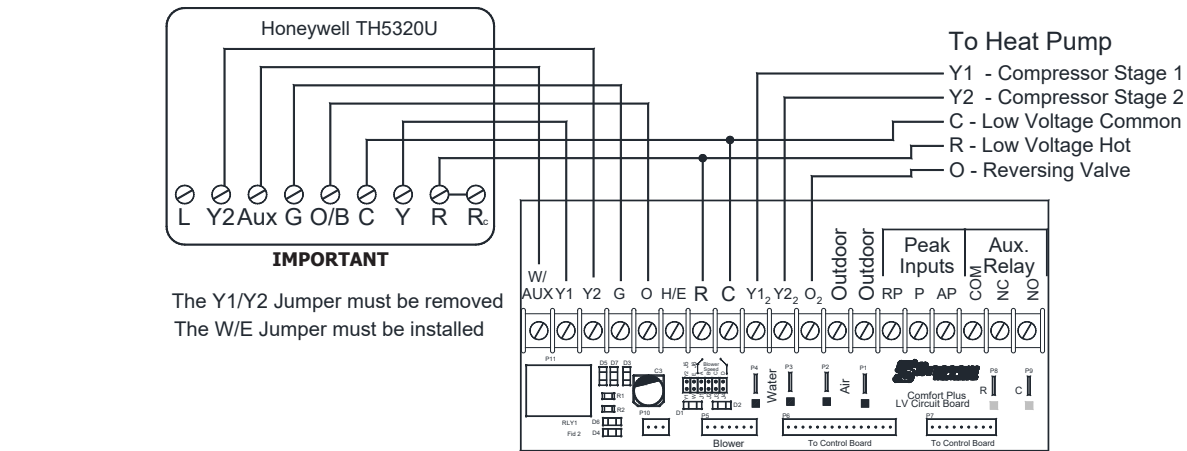 Honeywell TH5320U
L Y2 Aux G O/B C Y R Rc
IMPORTANT
The Y1/Y2 Jumper must be removed
The W/E Jumper must be installed
To Heat Pump
Y1 - Compressor Stage 1
Y2 - Compressor Stage 2
C - Low Voltage Common
R - Low Voltage Hot
O - Reversing Valve
W/AUX Y1 Y2 G O H/E R C Y1₂ Y2₂ O₂ Outdoor Outdoor RP P AP COM NC NO
Peak Inputs
Aux. Relay
P11
D5 D7 D3
C3
R1
R2
RLY1
D6
Fid 2
D4
P10
Blower Speed
D1
D2
P5
Blower
P4
Water
P3
P2
Air
P1
P6
To Control Board
Comfort Plus
LV Circuit Board
R
P8
C
P9
P7
To Control Board